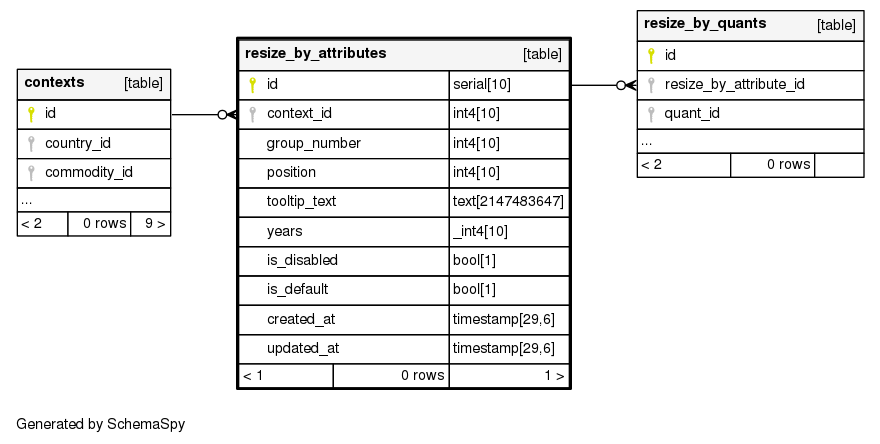 contexts [table]
id
country_id
commodity_id
...
< 2 0 rows 9 >
resize_by_attributes [table]
id serial[10]
context_id int4[10]
group_number int4[10]
position int4[10]
tooltip_text text[2147483647]
years _int4[10]
is_disabled bool[1]
is_default bool[1]
created_at timestamp[29,6]
updated_at timestamp[29,6]
< 1 0 rows 1 >
resize_by_quants [table]
id
resize_by_attribute_id
quant_id
...
< 2 0 rows
Generated by SchemaSpy